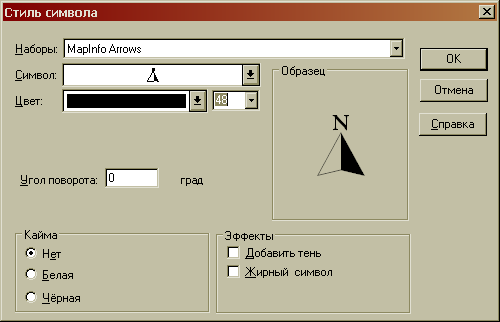 Стиль символа
Наборы: MapInfo Arrows
OK
Символ:
Образец
Цвет: 48
Отмена
N
Справка
Угол поворота: 0 град
Кайма
Нет
Белая
Чёрная
Эффекты
Добавить тень
Жирный символ